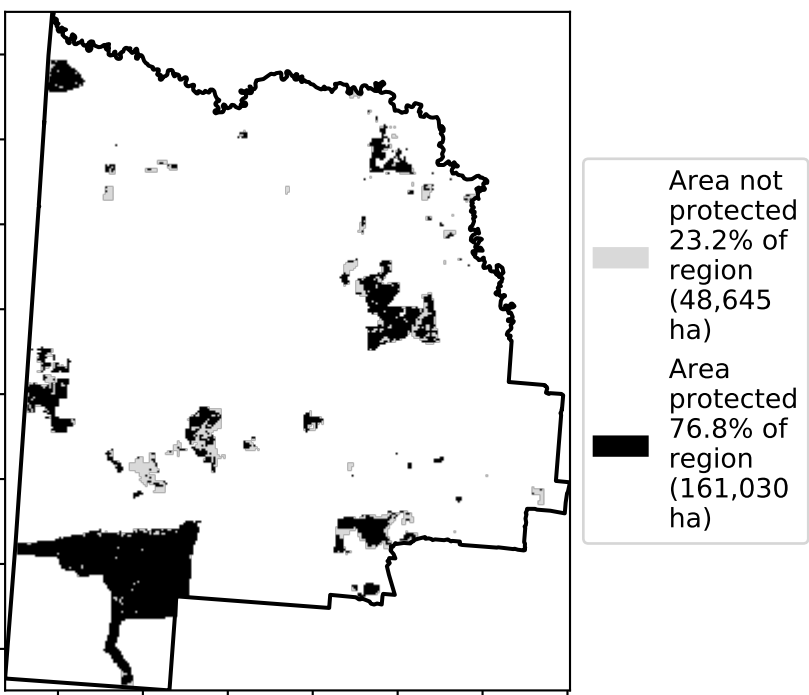 Area not
protected
23.2% of
region
(48,645
ha)
Area
protected
76.8% of
region
(161,030
ha)